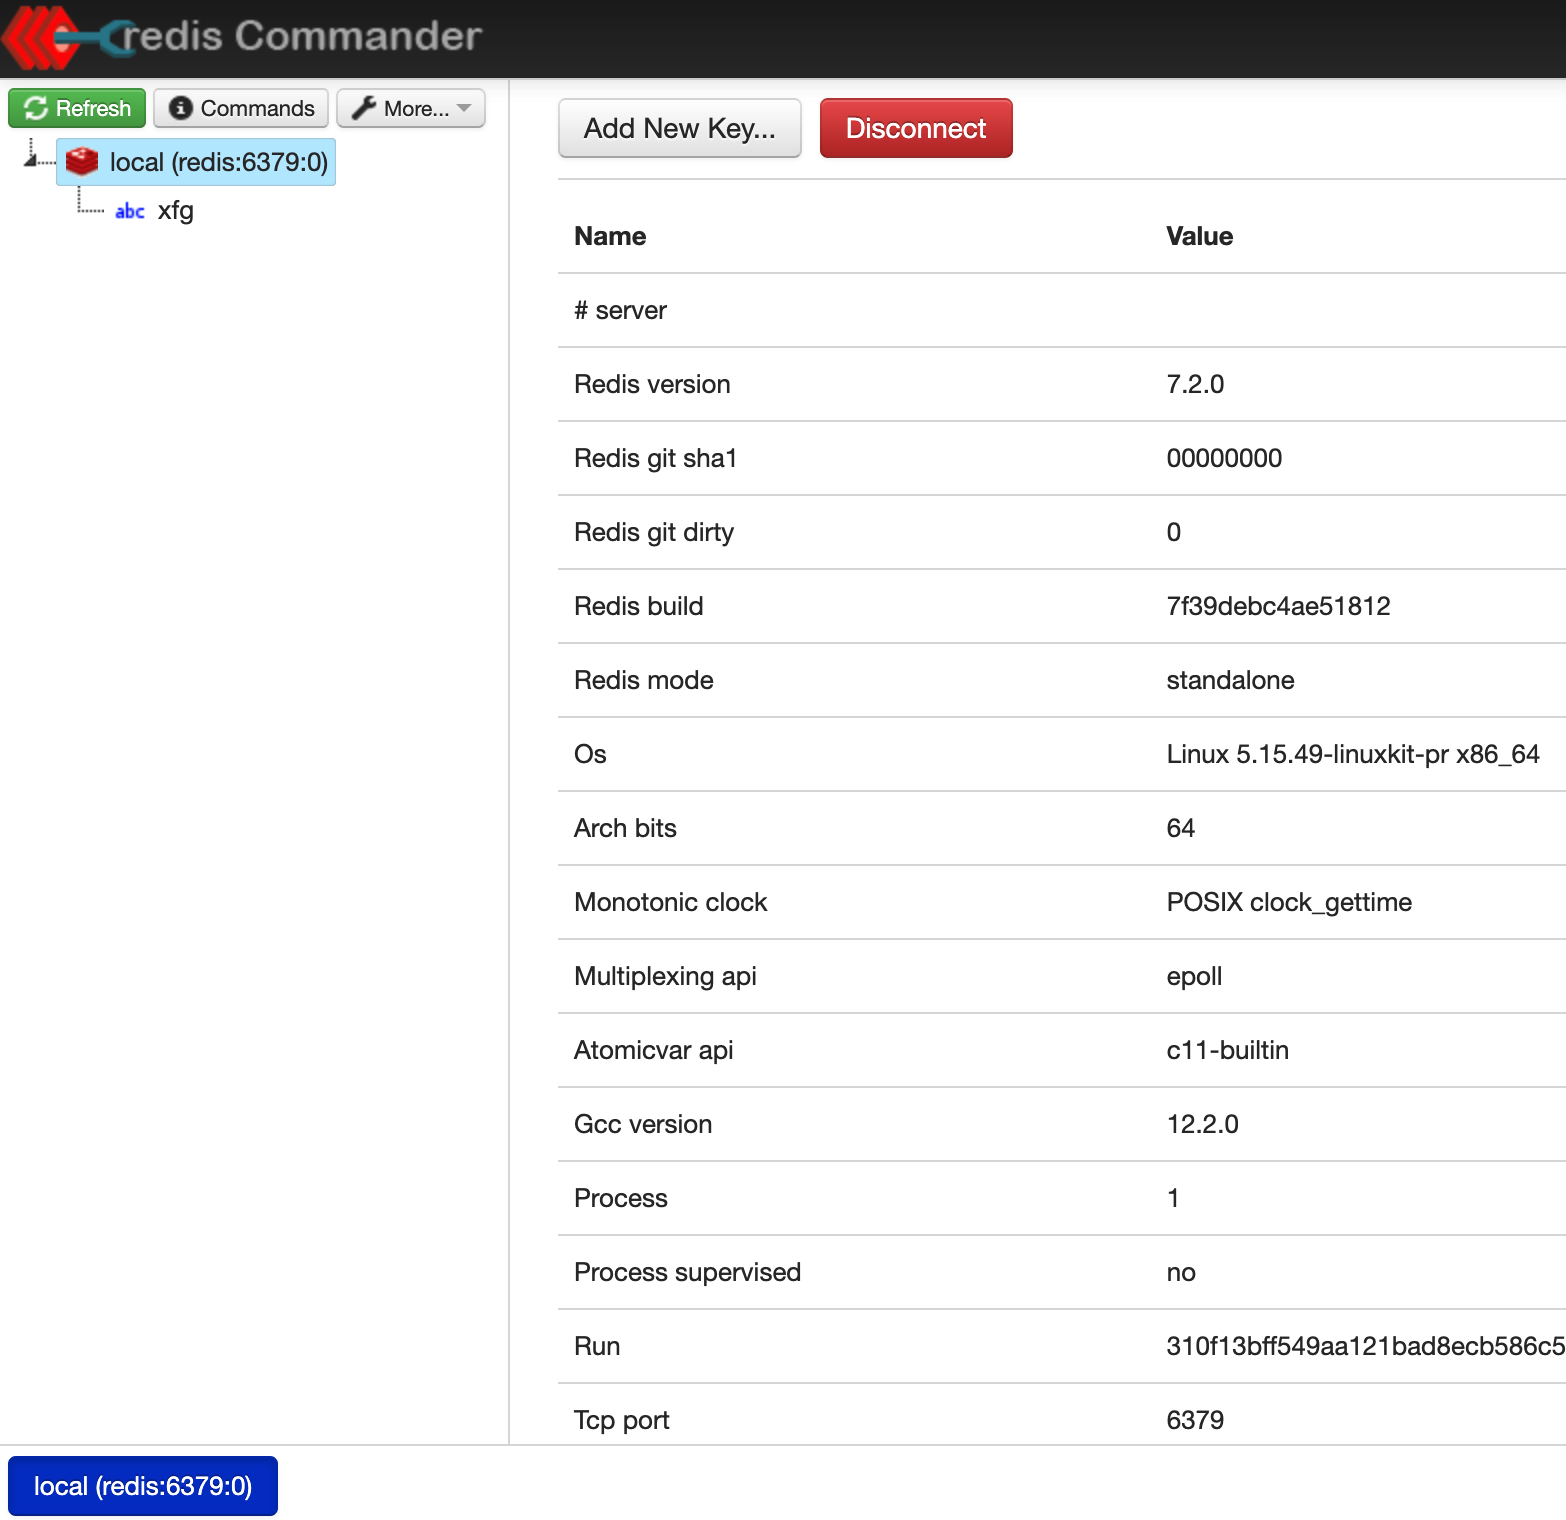 redis Commander
Refresh Commands More...
local (redis:6379:0)
abc xfg
Add New Key... Disconnect
Name Value
# server
Redis version 7.2.0
Redis git sha1 00000000
Redis git dirty 0
Redis build 7f39debc4ae51812
Redis mode standalone
Os Linux 5.15.49-linuxkit-pr x86_64
Arch bits 64
Monotonic clock POSIX clock_gettime
Multiplexing api epoll
Atomicvar api c11-builtin
Gcc version 12.2.0
Process 1
Process supervised no
Run 310f13bff549aa121bad8ecb586c5
Tcp port 6379
local (redis:6379:0)